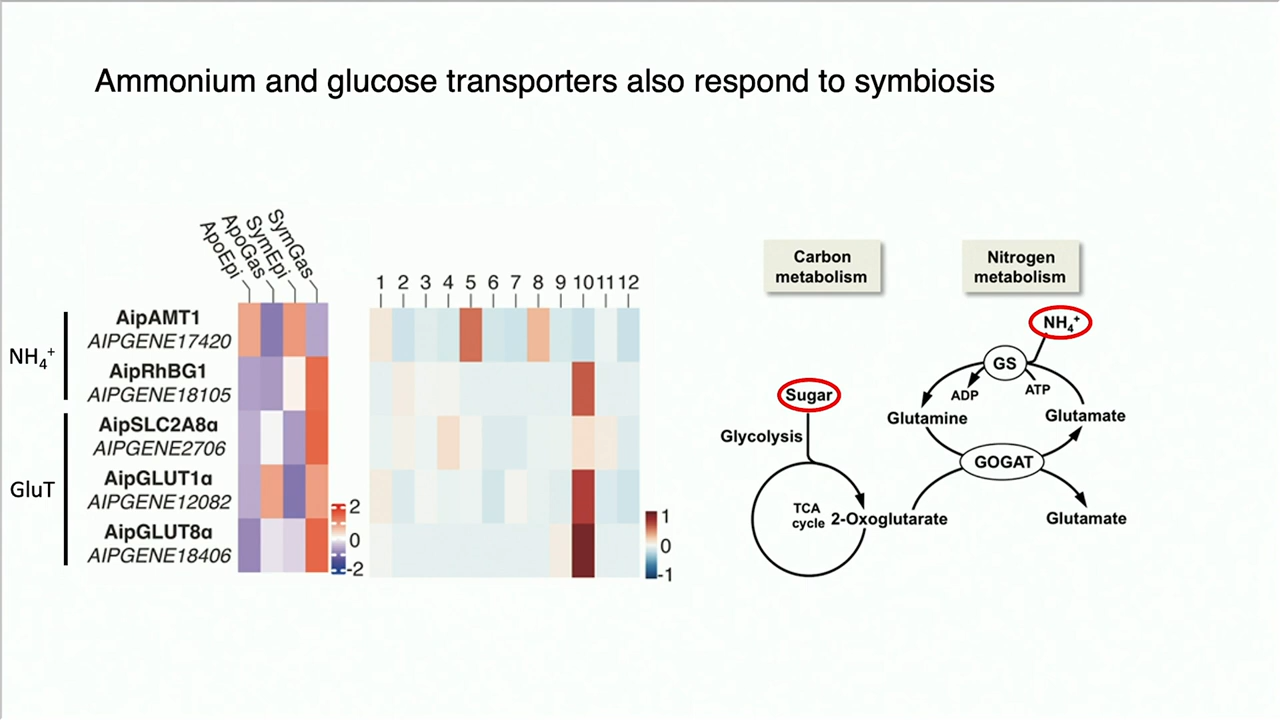 Ammonium and glucose transporters also respond to symbiosis
ApoEpi
ApoGas
SymEpi
SymGas
1 2 3 4 5 6 7 8 9 10 11 12
NH₄⁺
AipAMT1
AIPGENE17420
AipRhBG1
AIPGENE18105
GluT
AipSLC2A8α
AIPGENE2706
AipGLUT1α
AIPGENE12082
AipGLUT8α
AIPGENE18406
2
0
-2
1
0
-1
Carbon
metabolism
Nitrogen
metabolism
NH₄⁺
GS
ADP
ATP
Sugar
Glutamine
Glutamate
Glycolysis
GOGAT
TCA
cycle
2-Oxoglutarate
Glutamate